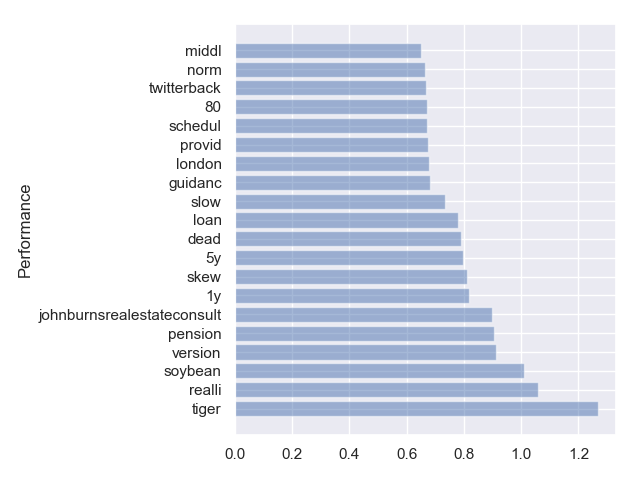 middl
norm
twitterback
80
schedul
provid
london
guidanc
slow
loan
dead
5y
skew
1y
johnburnsrealestateconsult
pension
version
soybean
realli
tiger
Performance
0.0 0.2 0.4 0.6 0.8 1.0 1.2